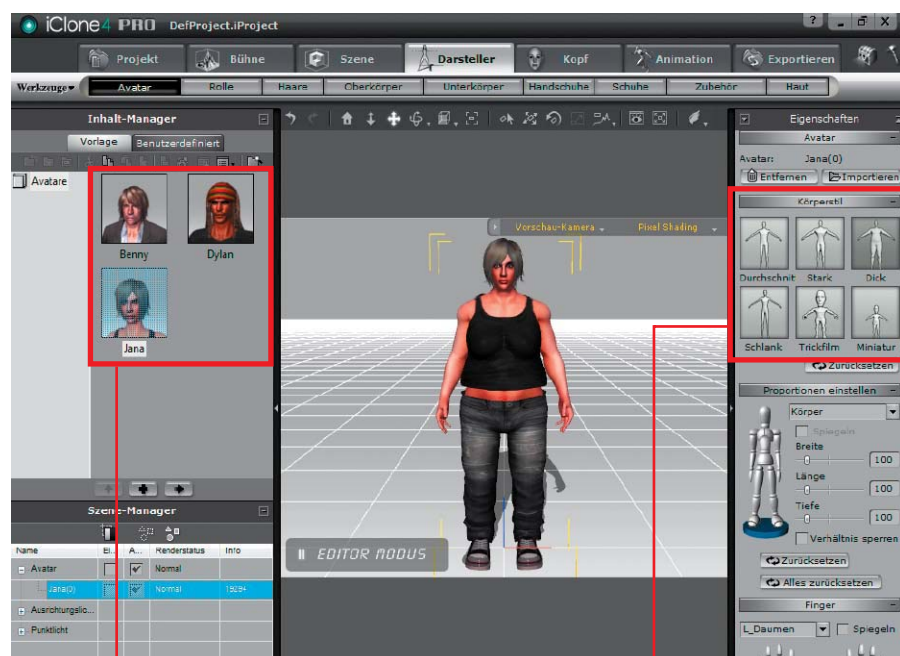 iClone4 PRO DefProject.iProject
Projekt Bühne Szene Darsteller Kopf Animation Exportieren
Werkzuge Avatar Rolle Haare Oberkörper Unterkörper Handschuhe Schuhe Zubehör Haut
Inhalt-Manager
Vorlage Benutzerdefiniert
Avatare
Benny Dylan
Jana
Szene-Manager
Name Ei... A... Renderstatus Info
Avatar Normal
Jana(0) Normal 19294
Ausrichtungslic...
Punktlicht
Vorschau-Kamera Pixel Shading
EDITOR MODUS
Eigenschaften
Avatar
Avatar: Jana(0)
Entfernen Importieren
Körperstil
Durchschnit Stark Dick
Schlank Trickfilm Miniatur
Zurücksetzen
Proportionen einstellen
Körper
Spiegeln
Breite
100
Länge
100
Tiefe
100
Verhältnis sperren
Zurücksetzen
Alles zurücksetzen
Finger
L_Daumen Spiegeln